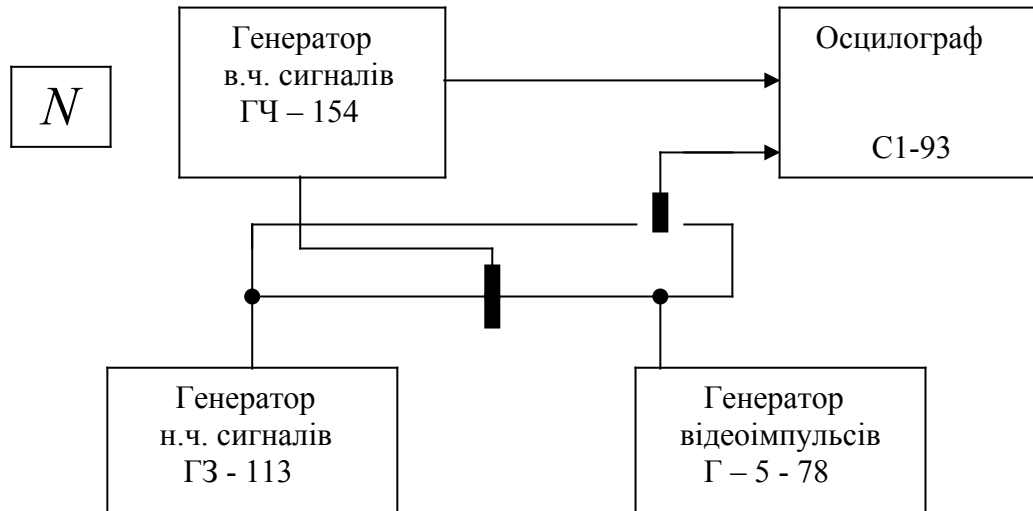 Генератор
в.ч. сигналів
ГЧ – 154
Осцилограф
С1-93
N
Генератор
н.ч. сигналів
ГЗ - 113
Генератор
відеоімпульсів
Г – 5 - 78